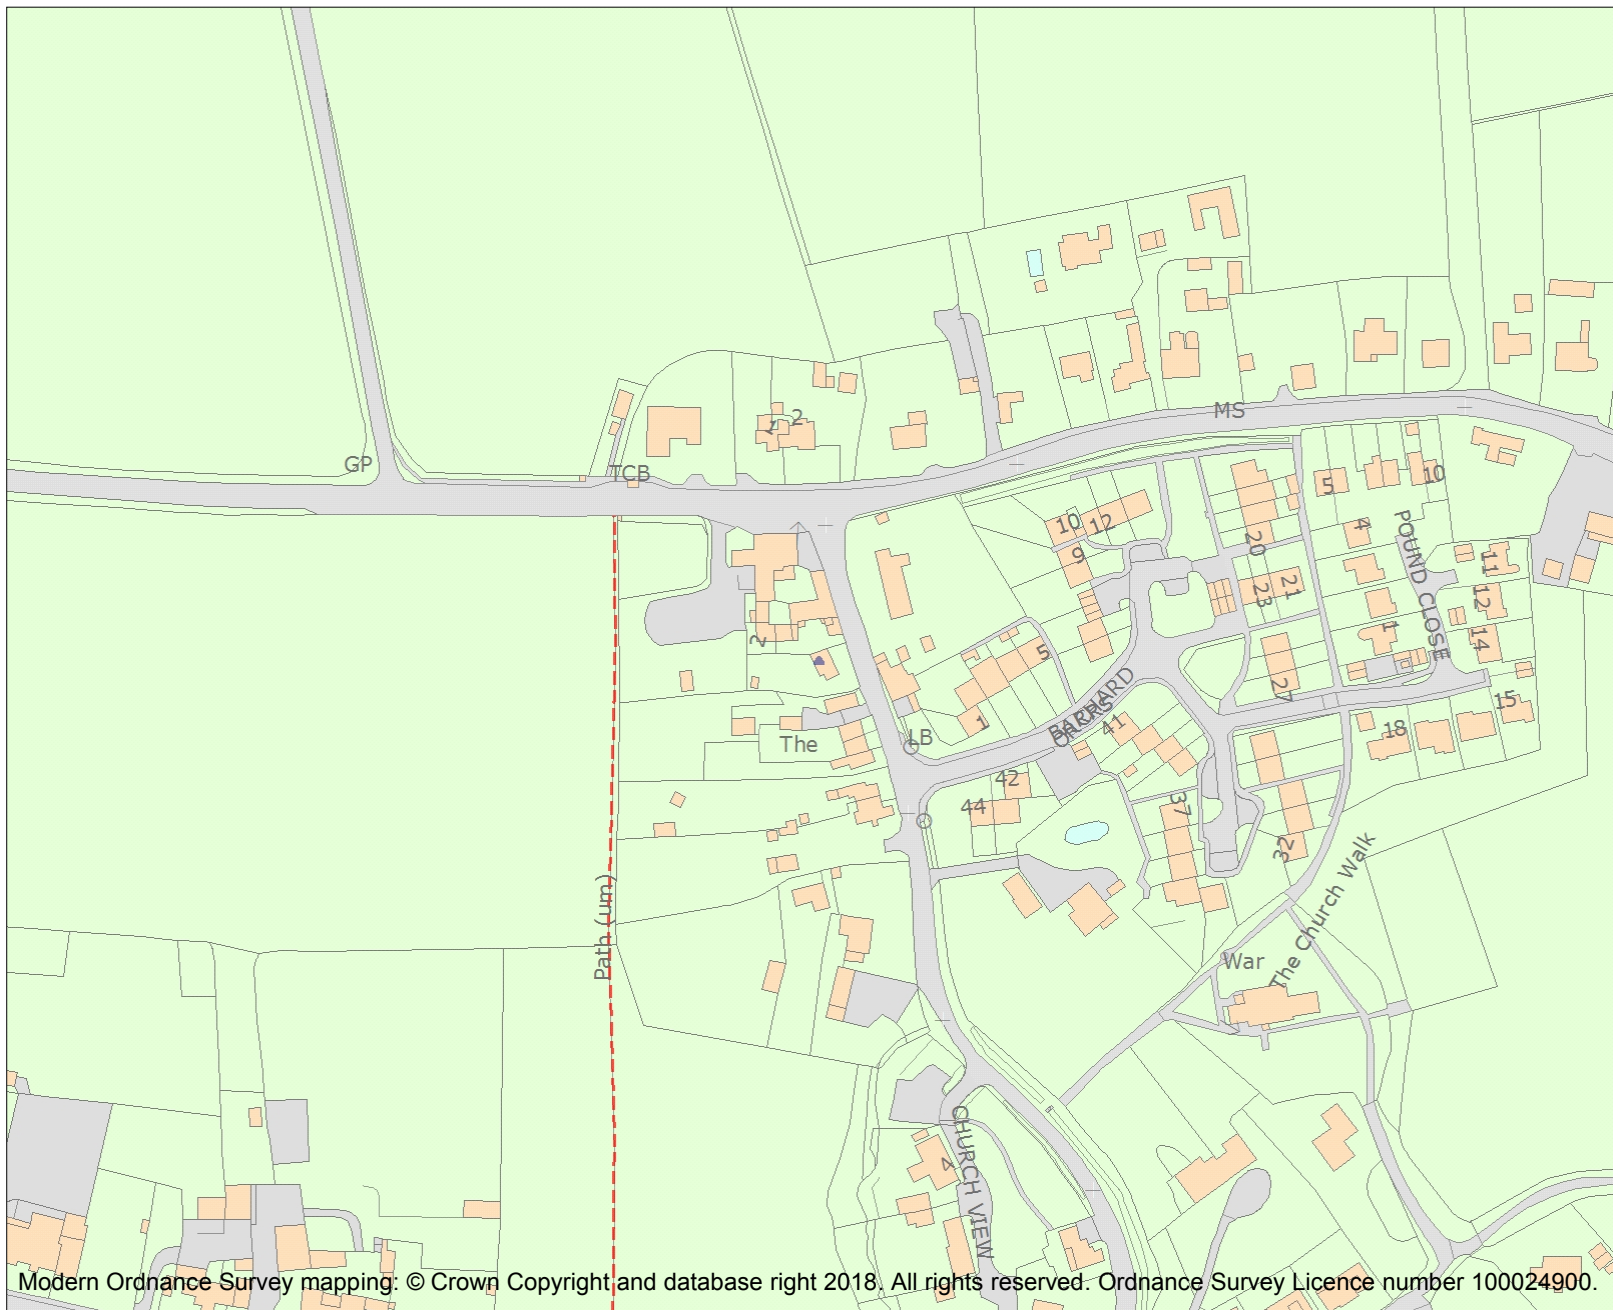 MS
GP
TCB
2
1
10
5
10
12
4
9
20
11
POUND CLOSE
21
23
12
1
14
2
5
27
15
BARNARD
OAKS
1
41
18
LB
The
42
44
37
32
The Church Walk
Path (um)
War
CHURCH VIEW
4
Modern Ordnance Survey mapping: © Crown Copyright and database right 2018. All rights reserved. Ordnance Survey Licence number 100024900.